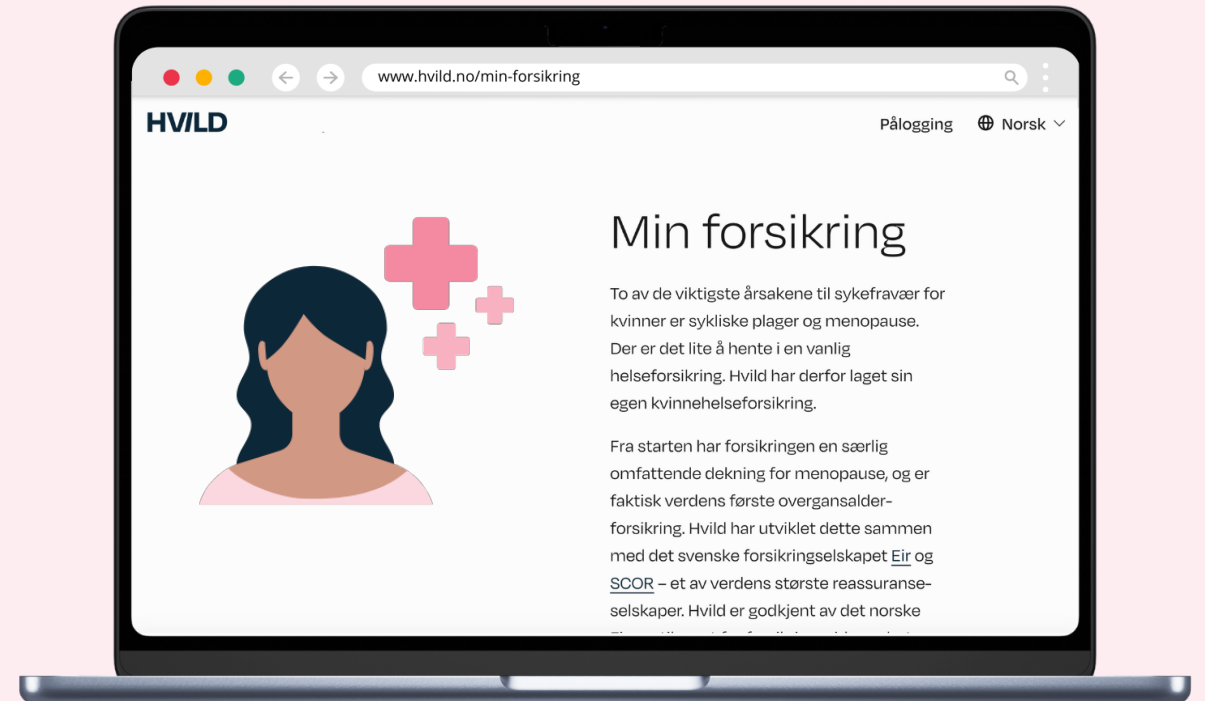 www.hvild.no/min-forsikring
HVILD
Pålogging
Norsk
Min forsikring
To av de viktigste årsakene til sykefravær for
kvinner er sykliske plager og menopause.
Der er det lite å hente i en vanlig
helseforsikring. Hvild har derfor laget sin
egen kvinnehelseforsikring.
Fra starten har forsikringen en særlig
omfattende dekning for menopause, og er
faktisk verdens første overgansalder-
forsikring. Hvild har utviklet dette sammen
med det svenske forsikringselskapet Eir og
SCOR – et av verdens største reassuranse-
selskaper. Hvild er godkjent av det norske